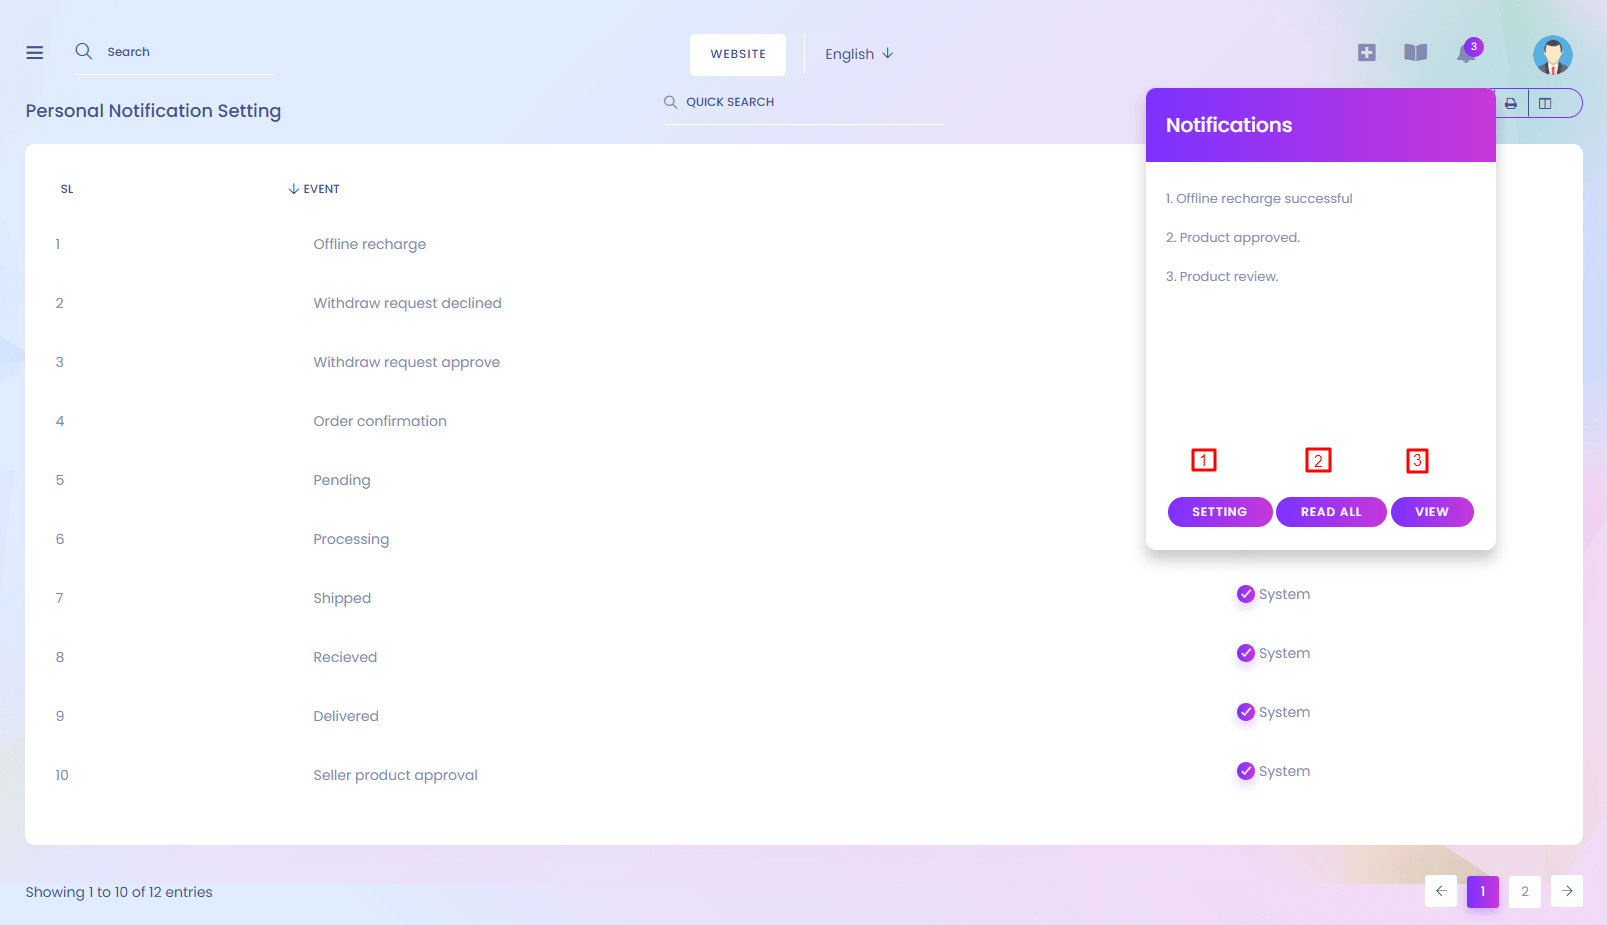 Search
WEBSITE
English
3
Personal Notification Setting
QUICK SEARCH
Notifications
1. Offline recharge successful
2. Product approved.
3. Product review.
1
2
3
SETTING
READ ALL
VIEW
SL
EVENT
1
Offline recharge
2
Withdraw request declined
3
Withdraw request approve
4
Order confirmation
5
Pending
6
Processing
7
Shipped
System
8
Recieved
System
9
Delivered
System
10
Seller product approval
System
Showing 1 to 10 of 12 entries
1
2